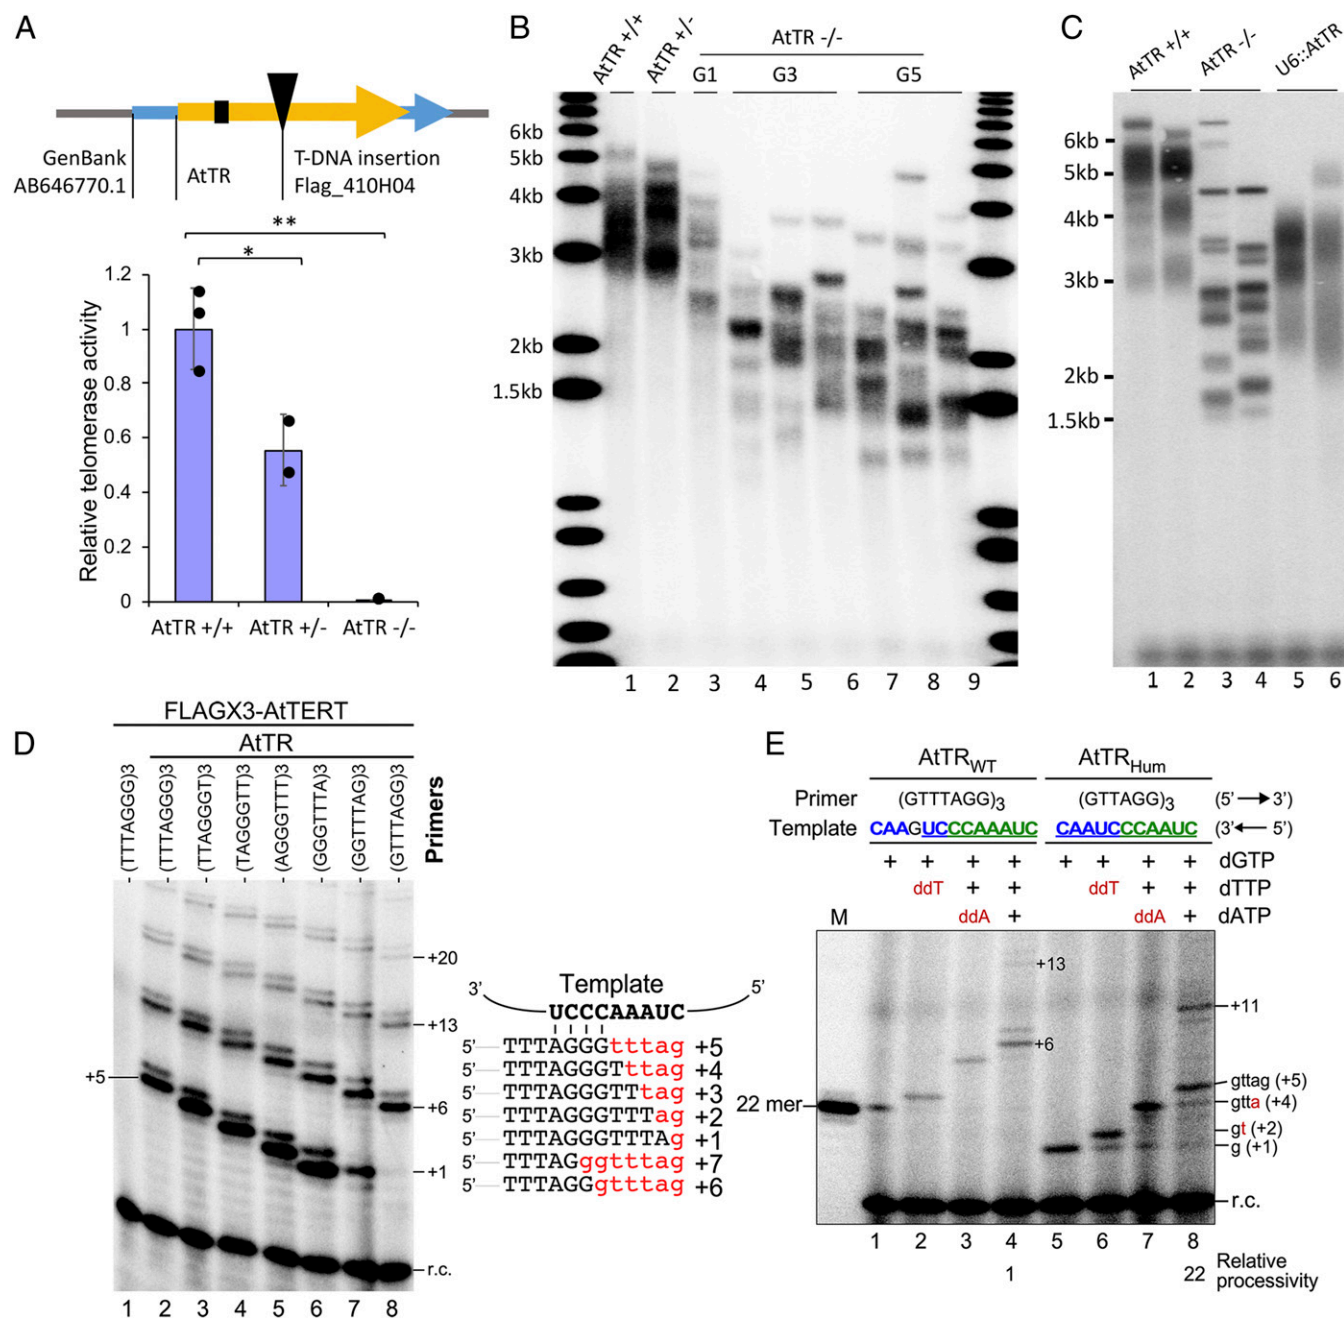 A
GenBank
AB646770.1
AtTR
T-DNA insertion
Flag_410H04
**
*
Relative telomerase activity
1.2
1
0.8
0.6
0.4
0.2
0
AtTR +/+
AtTR +/-
AtTR -/-
B
AtTR +/+
AtTR +/-
AtTR -/-
G1
G3
G5
6kb
5kb
4kb
3kb
2kb
1.5kb
1 2 3 4 5 6 7 8 9
C
AtTR +/+
AtTR -/-
U6::AtTR
6kb
5kb
4kb
3kb
2kb
1.5kb
1 2 3 4 5 6
D
FLAGX3-AtTERT
AtTR
(TTTAGGG)3
(TTTAGGG)3
(TTAGGGT)3
(TAGGGTT)3
(AGGGTTT)3
(GGGTTTA)3
(GGTTTAG)3
(GTTTAGG)3
Primers
+5
+20
+13
+6
+1
r.c.
1 2 3 4 5 6 7 8
Template
3' 5'
UCCCAAAUC
5' TTTAGGGtttag +5
5' TTTAGGGTttag +4
5' TTTAGGGTTtag +3
5' TTTAGGGTTTag +2
5' TTTAGGGTTTAg +1
5' TTTAGggtttag +7
5' TTTAGGgtttag +6
E
AtTRWT
AtTRHum
Primer (GTTTAGG)3 (GTTAGG)3 (5' → 3')
Template CAAGUCCCAAAUC CAAUCCCAAUC (3' ← 5')
+ + + + + + + + dGTP
ddT + + ddT + + dTTP
ddA + ddA + dATP
M
22 mer
+13
+6
+11
gttag (+5)
gtta (+4)
gt (+2)
g (+1)
r.c.
1 2 3 4 5 6 7 8
1 22 Relative processivity